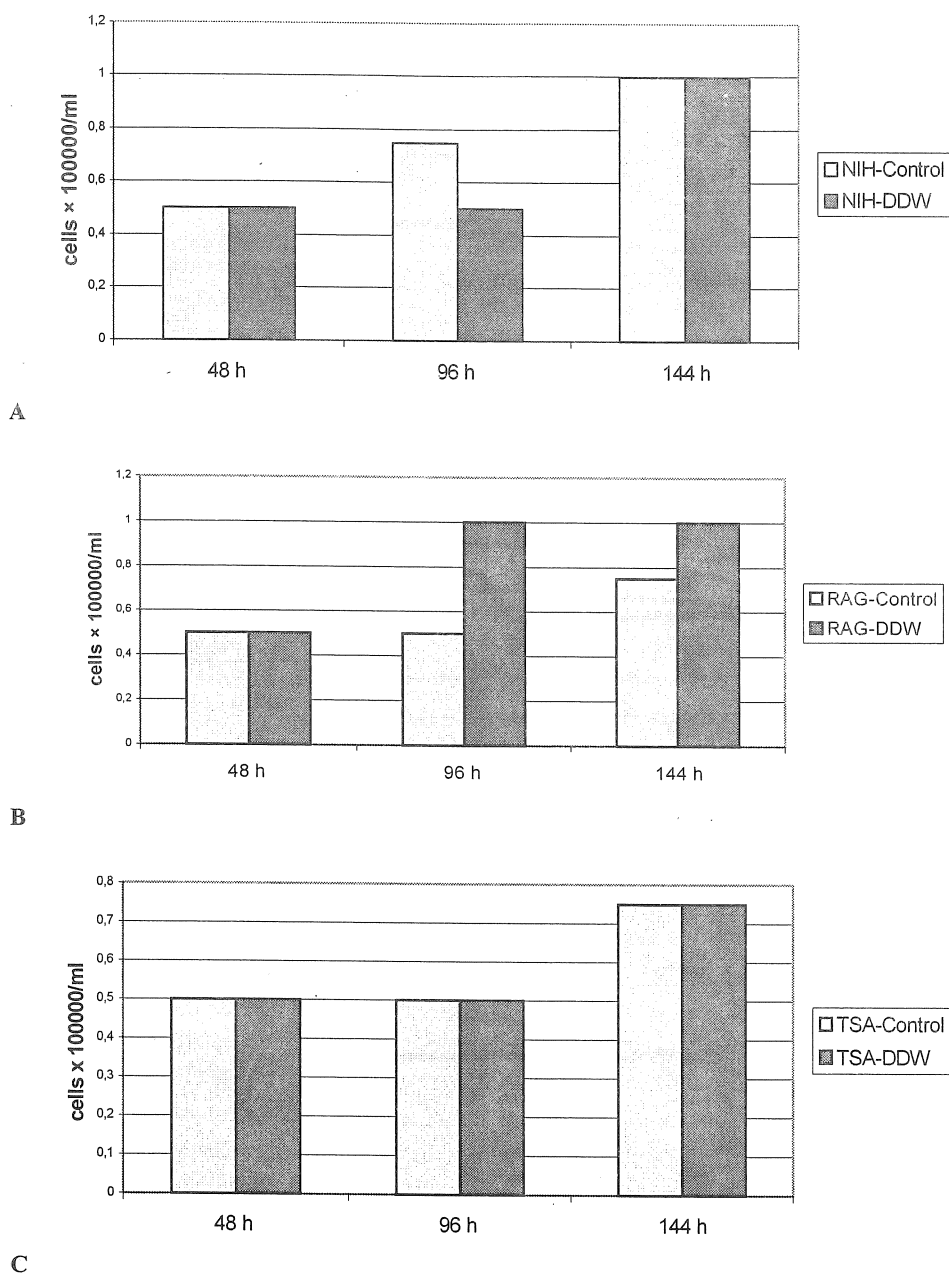 1,2
1
0,8
0,6
0,4
0,2
0
cells × 100000/ml
48 h
96 h
144 h
NIH-Control
NIH-DDW
A
1,2
1
0,8
0,6
0,4
0,2
0
cells × 100000/ml
48 h
96 h
144 h
RAG-Control
RAG-DDW
B
0,8
0,7
0,6
0,5
0,4
0,3
0,2
0,1
0
cells x 100000/ml
48 h
96 h
144 h
TSA-Control
TSA-DDW
C